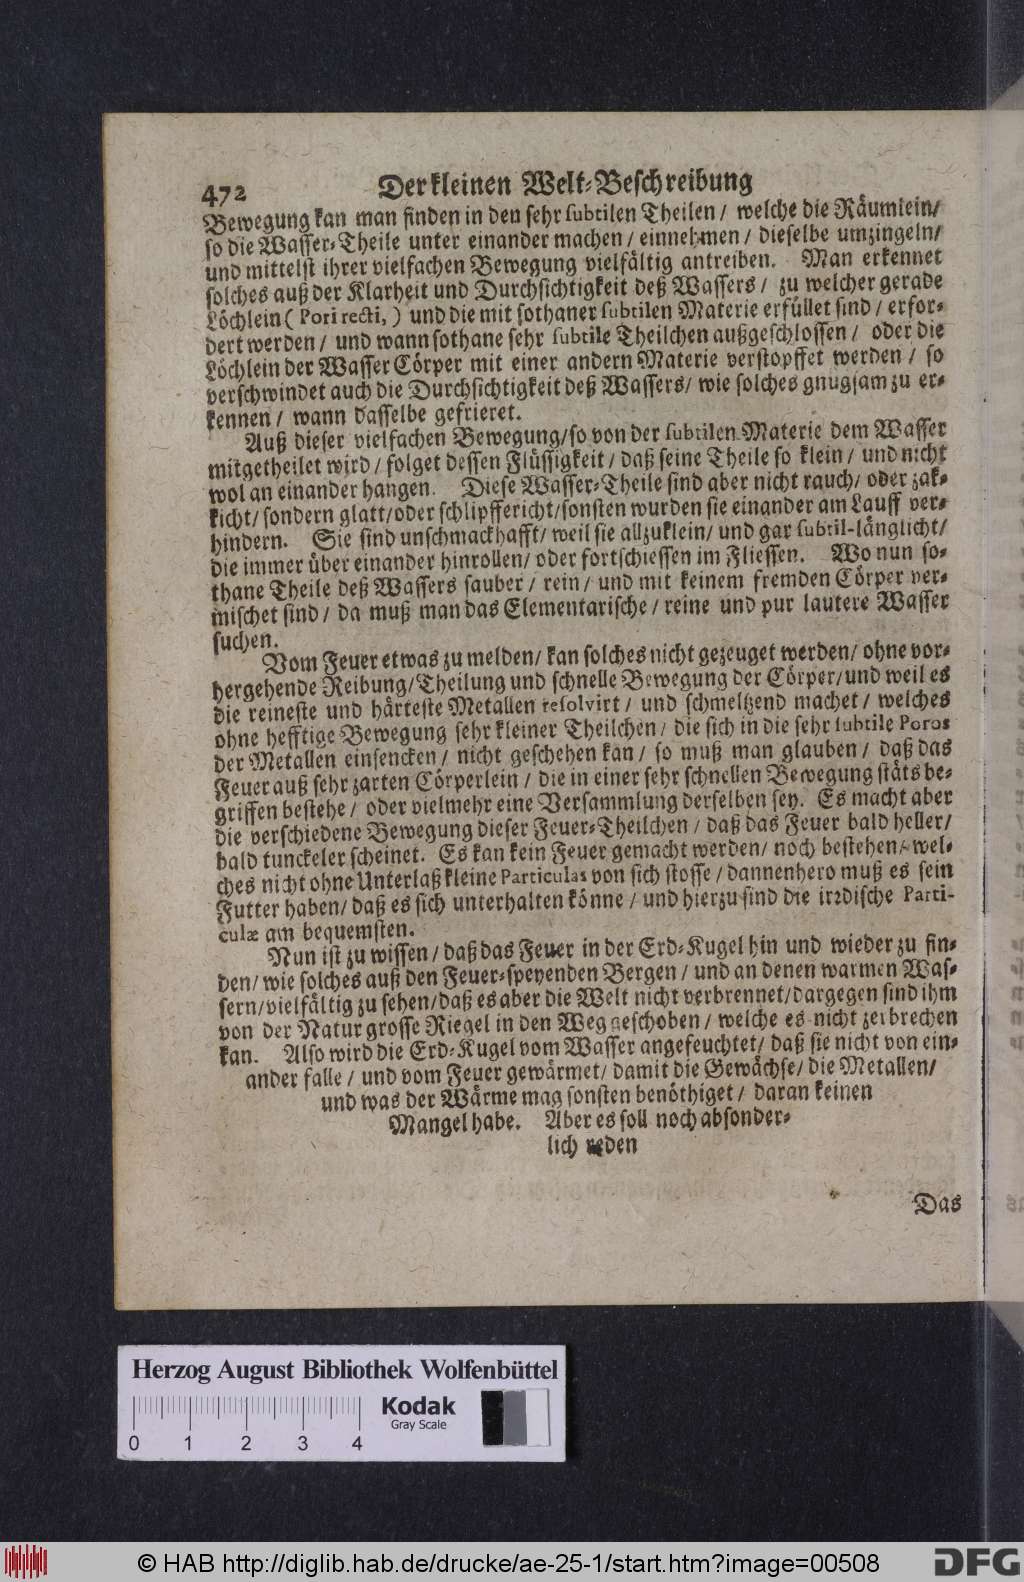 472 Der kleinen Welt-Beschreibung
Bewegung kan man finden in den sehr subtilen Theilen / welche die Räumlein /
so die Wasser-Theile unter einander machen / einnehmen / dieselbe umzingeln /
und mittelst ihrer vielfachen Bewegung vielfältig antreiben. Man erkennet
solches auß der Klarheit und Durchsichtigkeit deß Wassers / zu welcher gerade
Löchlein ( Pori recti, ) und die mit sothaner subtilen Materie erfüllet sind / erfor-
dert werden / und wann sothane sehr subtile Theilchen außgeschlossen / oder die
Löchlein der Wasser Cörper mit einer andern Materie verstopffet werden / so
verschwindet auch die Durchsichtigkeit deß Wassers / wie solches gnugsam zu er-
kennen / wann dasselbe gefrieret.
Auß dieser vielfachen Bewegung / so von der subtilen Materie dem Wasser
mitgetheilet wird / folget dessen Flüssigkeit / daß seine Theile so klein / und nicht
wol an einander hangen. Diese Wasser-Theile sind aber nicht rauch / oder zak-
kicht / sondern glatt / oder schlipffericht / sonsten wurden sie einander am Lauff ver-
hindern. Sie sind unschmackhafft / weil sie allzuklein / und gar subtil-länglicht /
die immer über einander hinrollen / oder fortschiessen im Fliessen. Wo nun so-
thane Theile deß Wassers sauber / rein / und mit keinem fremden Cörper ver-
mischet sind / da muß man das Elementarische / reine und pur lautere Wasser
suchen.
Vom Feuer etwas zu melden / kan solches nicht gezeuget werden / ohne vor-
hergehende Reibung / Theilung und schnelle Bewegung der Cörper / und weil es
die reineste und härteste Metallen resolvirt / und schmeltzend machet / welches
ohne hefftige Bewegung sehr kleiner Theilchen / die sich in die sehr subtile Poros
der Metallen einsencken / nicht geschehen kan / so muß man glauben / daß das
Feuer auß sehr zarten Cörperlein / die in einer sehr schnellen Bewegung stäts be-
griffen bestehe / oder vielmehr eine Versammlung derselben sey. Es macht aber
die verschiedene Bewegung dieser Feuer-Theilchen / daß das Feuer bald heller /
bald tunckeler scheinet. Es kan kein Feuer gemacht werden / noch bestehen / wel-
ches nicht ohne Unterlaß kleine Particulas von sich stosse / dannenhero muß es sein
Futter haben / daß es sich unterhalten könne / und hierzu sind die irrdische Parti-
culæ am bequemsten.
Nun ist zu wissen / daß das Feuer in der Erd-Kugel hin und wieder zu fin-
den / wie solches auß den Feuer-speyenden Bergen / und an denen warmen Was-
sern / vielfältig zu sehen / daß es aber die Welt nicht verbrennet / dargegen sind ihm
von der Natur grosse Riegel in den Weg geschoben / welche es nicht zerbrechen
kan. Also wird die Erd-Kugel vom Wasser angefeuchtet / daß sie nicht von ein-
ander falle / und vom Feuer gewärmet / damit die Gewächse / die Metallen /
und was der Wärme mag sonsten benöthiget / daran keinen
Mangel habe. Aber es soll noch absonder-
lich reden
Das
Herzog August Bibliothek Wolfenbüttel
Kodak
Gray Scale
0 1 2 3 4
© HAB http://diglib.hab.de/drucke/ae-25-1/start.htm?image=00508
DFG